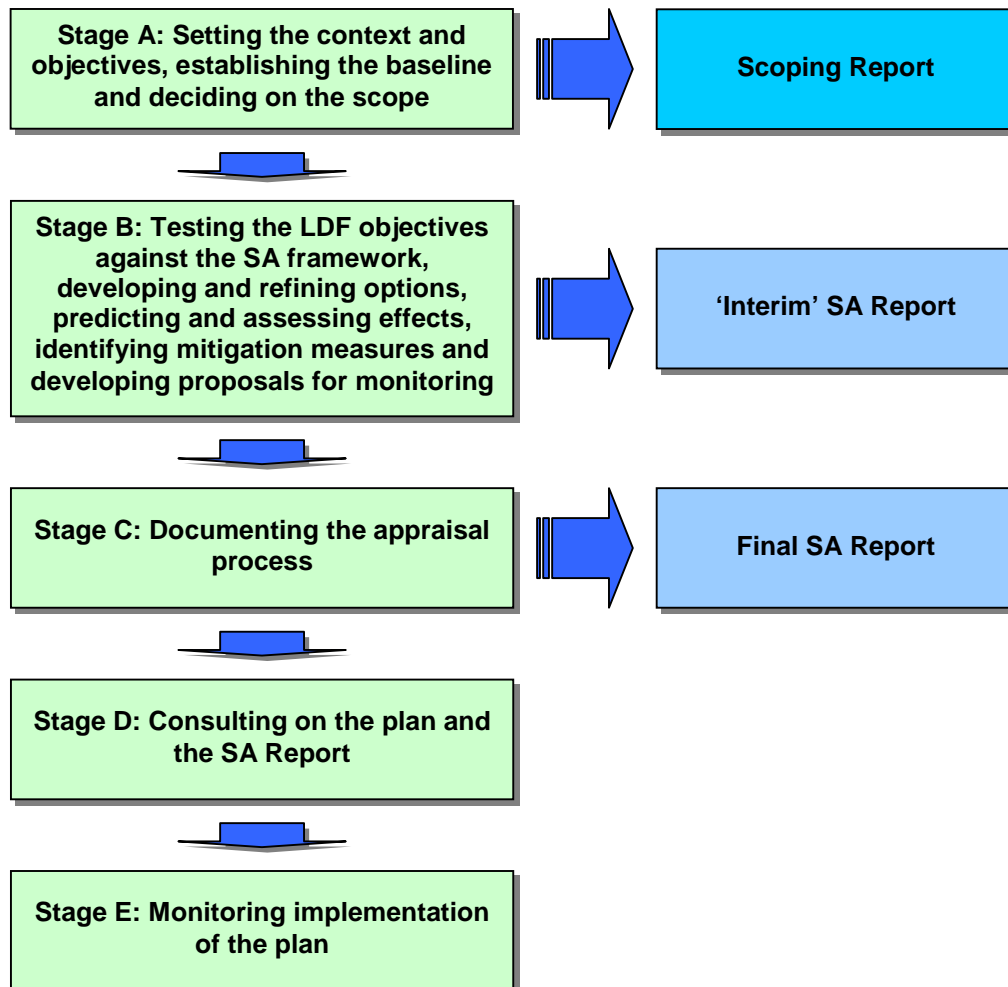 Stage A: Setting the context and
objectives, establishing the baseline
and deciding on the scope
Scoping Report
Stage B: Testing the LDF objectives
against the SA framework,
developing and refining options,
predicting and assessing effects,
identifying mitigation measures and
developing proposals for monitoring
‘Interim’ SA Report
Stage C: Documenting the appraisal
process
Final SA Report
Stage D: Consulting on the plan and
the SA Report
Stage E: Monitoring implementation
of the plan